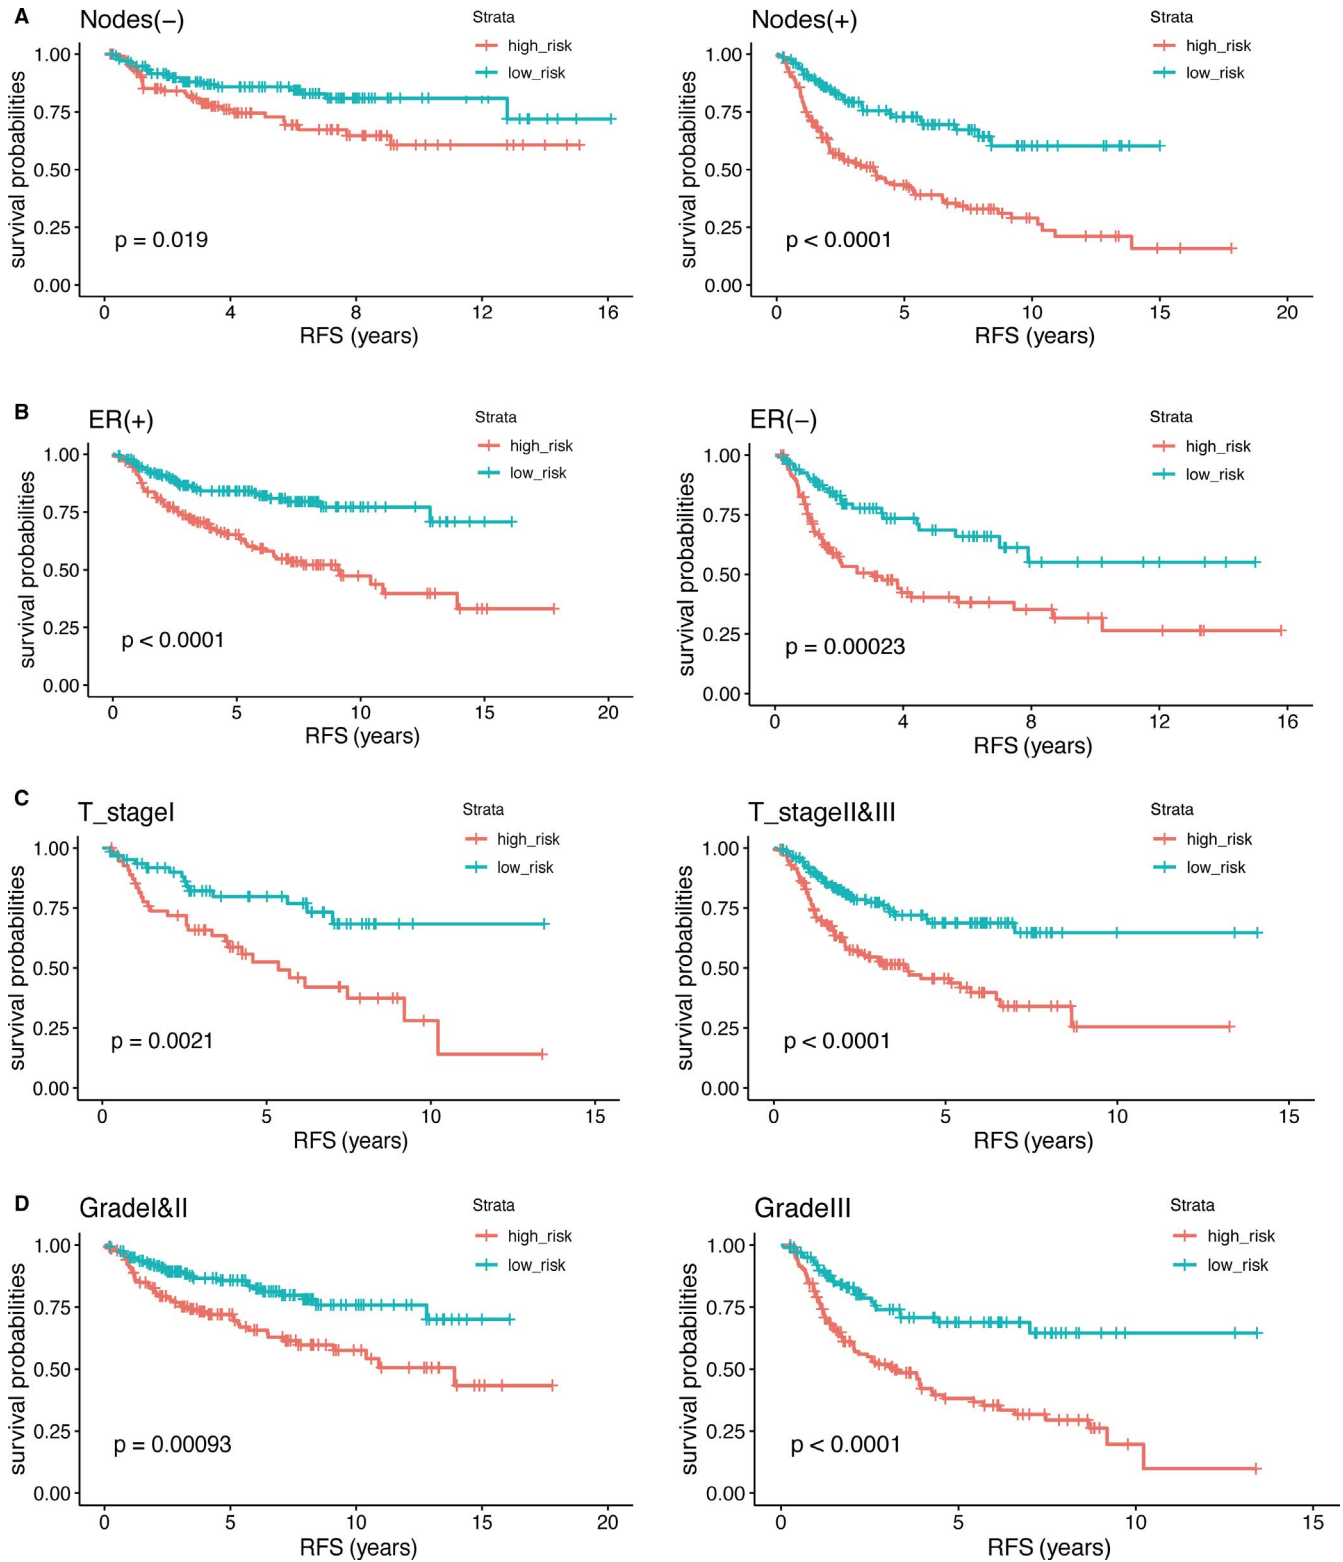 A
Nodes(−)
Strata
high_risk
low_risk
survival probabilities
1.00
0.75
0.50
0.25
0.00
p = 0.019
0 4 8 12 16
RFS (years)
Nodes(+)
Strata
high_risk
low_risk
survival probabilities
1.00
0.75
0.50
0.25
0.00
p < 0.0001
0 5 10 15 20
RFS (years)
B
ER(+)
Strata
high_risk
low_risk
survival probabilities
1.00
0.75
0.50
0.25
0.00
p < 0.0001
0 5 10 15 20
RFS (years)
ER(−)
Strata
high_risk
low_risk
survival probabilities
1.00
0.75
0.50
0.25
0.00
p = 0.00023
0 4 8 12 16
RFS (years)
C
T_stageI
Strata
high_risk
low_risk
survival probabilities
1.00
0.75
0.50
0.25
0.00
p = 0.0021
0 5 10 15
RFS (years)
T_stageII&III
Strata
high_risk
low_risk
survival probabilities
1.00
0.75
0.50
0.25
0.00
p < 0.0001
0 5 10 15
RFS (years)
D
GradeI&II
Strata
high_risk
low_risk
survival probabilities
1.00
0.75
0.50
0.25
0.00
p = 0.00093
0 5 10 15 20
RFS (years)
GradeIII
Strata
high_risk
low_risk
survival probabilities
1.00
0.75
0.50
0.25
0.00
p < 0.0001
0 5 10 15
RFS (years)